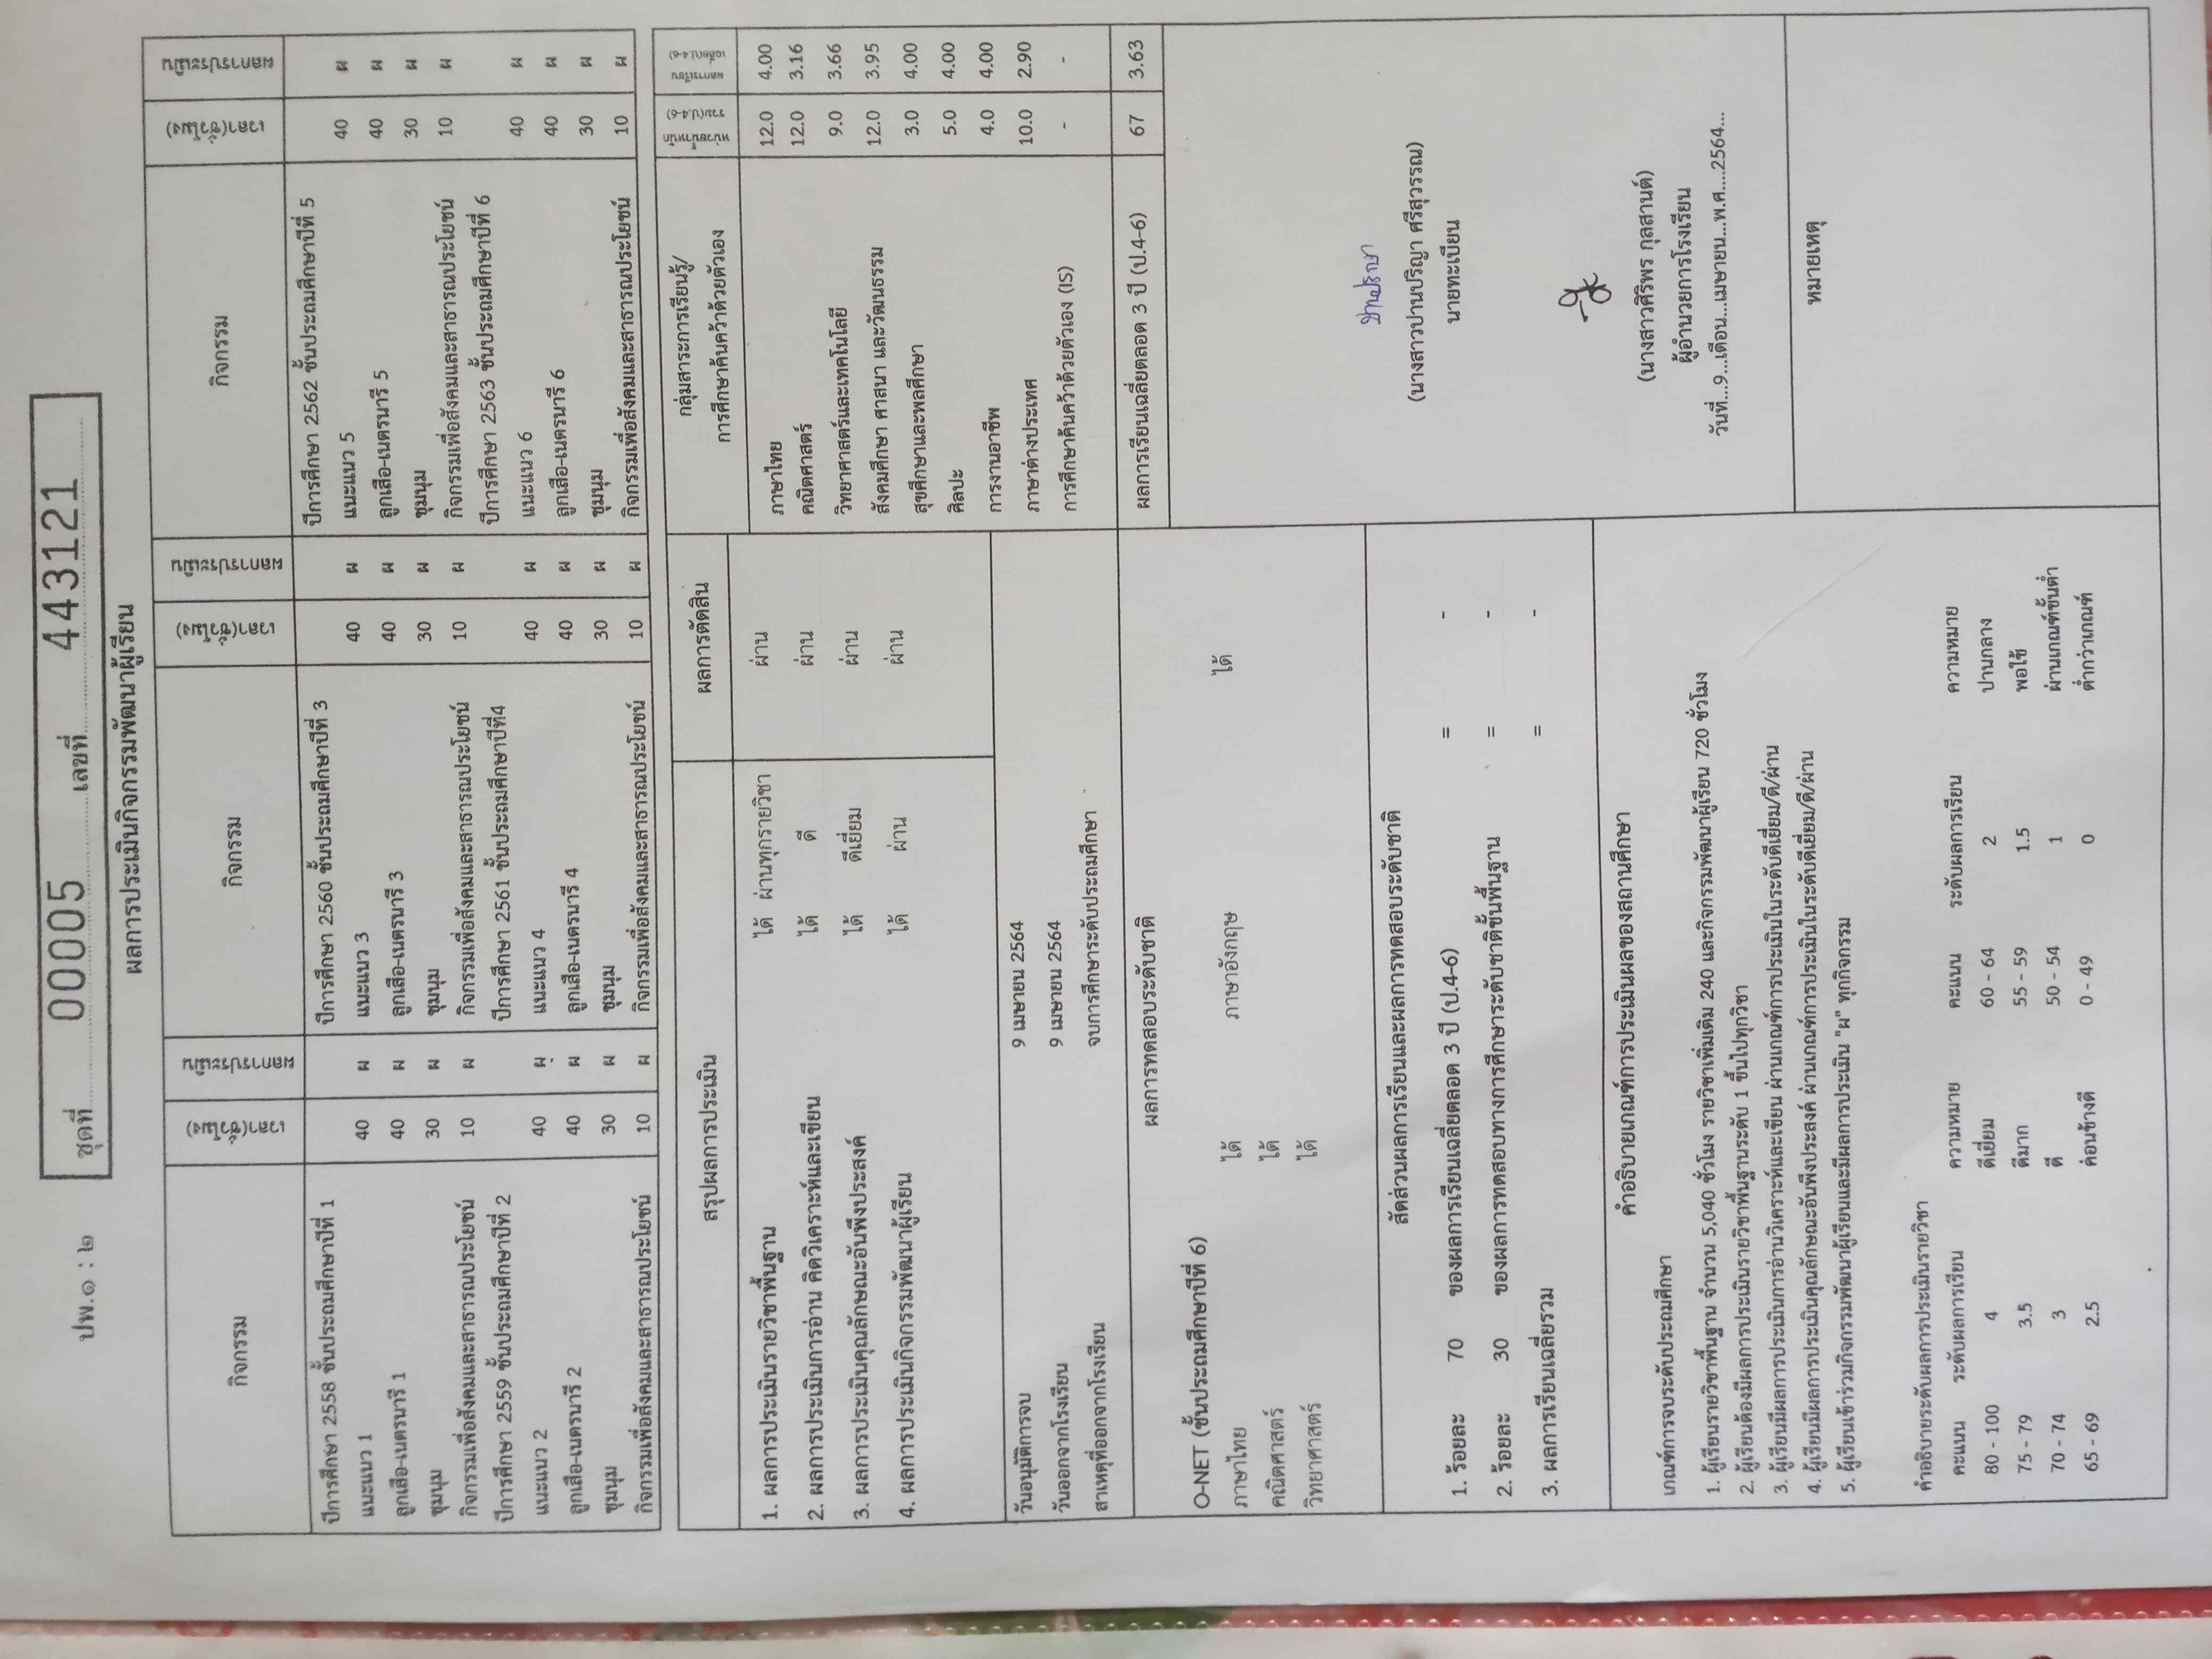 ปพ.๑ : ๒ ชุดที่ 00005 เลขที่ 443121
ผลการประเมินกิจกรรมพัฒนาผู้เรียน
กิจกรรม เวลา(ชั่วโมง) ผลการประเมิน กิจกรรม เวลา(ชั่วโมง) ผลการประเมิน กิจกรรม เวลา(ชั่วโมง) ผลการประเมิน
ปีการศึกษา 2558 ชั้นประถมศึกษาปีที่ 1 ปีการศึกษา 2560 ชั้นประถมศึกษาปีที่ 3 ปีการศึกษา 2562 ชั้นประถมศึกษาปีที่ 5
แนะแนว 1 40 ผ แนะแนว 3 40 ผ แนะแนว 5 40 ผ
ลูกเสือ-เนตรนารี 1 40 ผ ลูกเสือ-เนตรนารี 3 40 ผ ลูกเสือ-เนตรนารี 5 40 ผ
ชุมนุม 30 ผ ชุมนุม 30 ผ ชุมนุม 30 ผ
กิจกรรมเพื่อสังคมและสาธารณประโยชน์ 10 ผ กิจกรรมเพื่อสังคมและสาธารณประโยชน์ 10 ผ กิจกรรมเพื่อสังคมและสาธารณประโยชน์ 10 ผ
ปีการศึกษา 2559 ชั้นประถมศึกษาปีที่ 2 ปีการศึกษา 2561 ชั้นประถมศึกษาปีที่4 ปีการศึกษา 2563 ชั้นประถมศึกษาปีที่ 6
แนะแนว 2 40 ผ แนะแนว 4 40 ผ แนะแนว 6 40 ผ
ลูกเสือ-เนตรนารี 2 40 ผ ลูกเสือ-เนตรนารี 4 40 ผ ลูกเสือ-เนตรนารี 6 40 ผ
ชุมนุม 30 ผ ชุมนุม 30 ผ ชุมนุม 30 ผ
กิจกรรมเพื่อสังคมและสาธารณประโยชน์ 10 ผ กิจกรรมเพื่อสังคมและสาธารณประโยชน์ 10 ผ กิจกรรมเพื่อสังคมและสาธารณประโยชน์ 10 ผ
สรุปผลการประเมิน ผลการตัดสิน
1. ผลการประเมินรายวิชาพื้นฐาน ได้ ผ่านทุกรายวิชา ผ่าน
2. ผลการประเมินการอ่าน คิดวิเคราะห์และเขียน ได้ ดี ผ่าน
3. ผลการประเมินคุณลักษณะอันพึงประสงค์ ได้ ดีเยี่ยม ผ่าน
4. ผลการประเมินกิจกรรมพัฒนาผู้เรียน ได้ ผ่าน ผ่าน
วันอนุมัติการจบ 9 เมษายน 2564
วันออกจากโรงเรียน 9 เมษายน 2564
สาเหตุที่ออกจากโรงเรียน จบการศึกษาระดับประถมศึกษา
ผลการทดสอบระดับชาติ
O-NET (ชั้นประถมศึกษาปีที่ 6)
ภาษาไทย ได้ ภาษาอังกฤษ ได้
คณิตศาสตร์ ได้
วิทยาศาสตร์ ได้
สัดส่วนผลการเรียนและผลการทดสอบระดับชาติ
1. ร้อยละ 70 ของผลการเรียนเฉลี่ยตลอด 3 ปี (ป.4-6) = -
2. ร้อยละ 30 ของผลการทดสอบทางการศึกษาระดับชาติขั้นพื้นฐาน = -
3. ผลการเรียนเฉลี่ยรวม = -
คำอธิบายเกณฑ์การประเมินผลของสถานศึกษา
เกณฑ์การจบระดับประถมศึกษา
1. ผู้เรียนรายวิชาพื้นฐาน จำนวน 5,040 ชั่วโมง รายวิชาเพิ่มเติม 240 และกิจกรรมพัฒนาผู้เรียน 720 ชั่วโมง
2. ผู้เรียนต้องมีผลการประเมินรายวิชาพื้นฐานระดับ 1 ขึ้นไปทุกวิชา
3. ผู้เรียนมีผลการประเมินการอ่านวิเคราะห์และเขียน ผ่านเกณฑ์การประเมินในระดับดีเยี่ยม/ดี/ผ่าน
4. ผู้เรียนมีผลการประเมินคุณลักษณะอันพึงประสงค์ ผ่านเกณฑ์การประเมินในระดับดีเยี่ยม/ดี/ผ่าน
5. ผู้เรียนเข้าร่วมกิจกรรมพัฒนาผู้เรียนและมีผลการประเมิน "ผ" ทุกกิจกรรม
คำอธิบายระดับผลการประเมินรายวิชา
คะแนน ระดับผลการเรียน ความหมาย คะแนน ระดับผลการเรียน ความหมาย
80 - 100 4 ดีเยี่ยม 60 - 64 2 ปานกลาง
75 - 79 3.5 ดีมาก 55 - 59 1.5 พอใช้
70 - 74 3 ดี 50 - 54 1 ผ่านเกณฑ์ขั้นต่ำ
65 - 69 2.5 ค่อนข้างดี 0 - 49 0 ต่ำกว่าเกณฑ์
กลุ่มสาระการเรียนรู้/ หน่วยน้ำหนัก ผลการเรียน
การศึกษาค้นคว้าด้วยตัวเอง รวม(ป.4-6) เฉลี่ย(ป.4-6)
ภาษาไทย 12.0 4.00
คณิตศาสตร์ 12.0 3.16
วิทยาศาสตร์และเทคโนโลยี 9.0 3.66
สังคมศึกษา ศาสนา และวัฒนธรรม 12.0 3.95
สุขศึกษาและพลศึกษา 3.0 4.00
ศิลปะ 5.0 4.00
การงานอาชีพ 4.0 4.00
ภาษาต่างประเทศ 10.0 2.90
การศึกษาค้นคว้าด้วยตัวเอง (IS) - -
ผลการเรียนเฉลี่ยตลอด 3 ปี (ป.4-6) 67 3.63
(นางสาวปานปริญา ศรีสุวรรณ)
นายทะเบียน
(นางสาวศิริพร กุลสานต์)
ผู้อำนวยการโรงเรียน
วันที่...9...เดือน...เมษายน...พ.ศ....2564...
หมายเหตุ